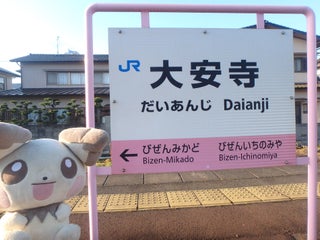 JR 大安寺
だいあんじ Daianji
← びぜんみかど びぜんいちのみや
Bizen-Mikado Bizen-Ichinomiya